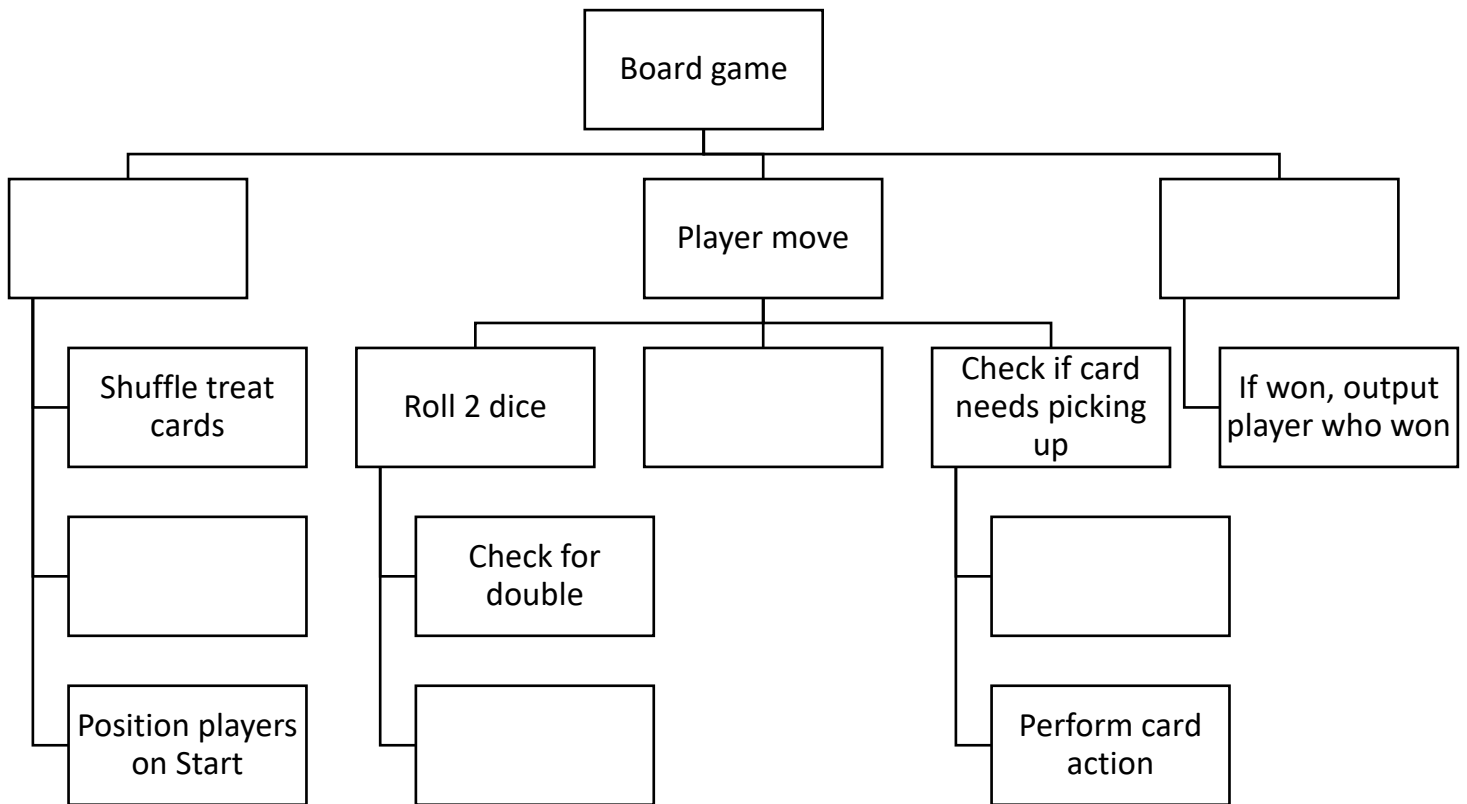 Board game
Player move
Shuffle treat
cards
Roll 2 dice
Check if card
needs picking
up
If won, output
player who won
Check for
double
Position players
on Start
Perform card
action